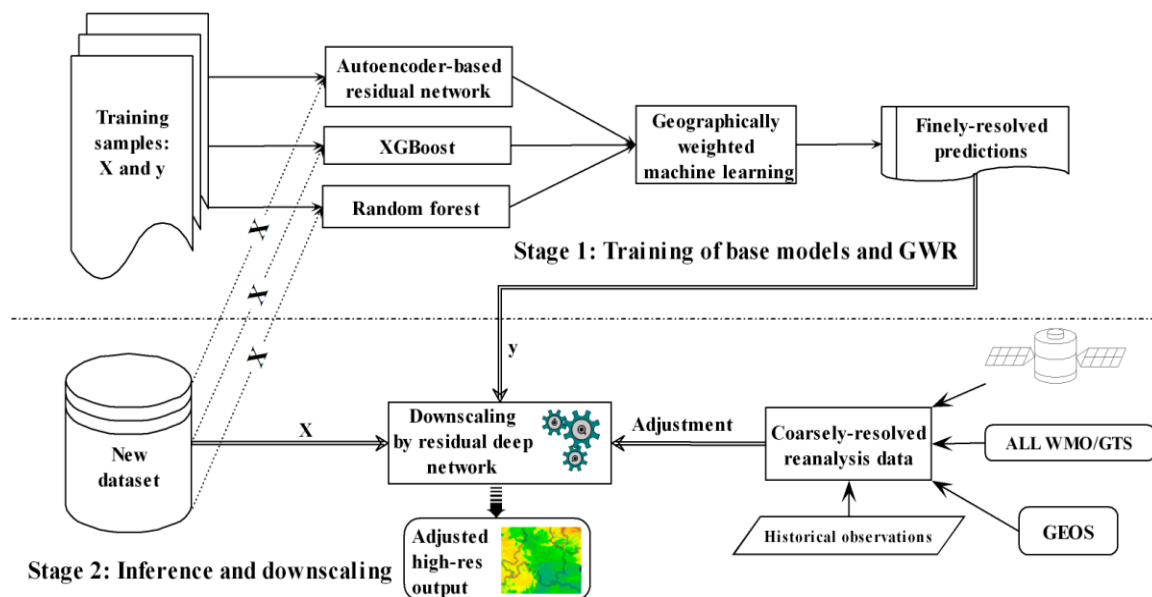 Training
samples:
X and y
Autoencoder-based
residual network
XGBoost
Random forest
Geographically
weighted
machine learning
Finely-resolved
predictions
Stage 1: Training of base models and GWR
X
X
X
y
New
dataset
X
Downscaling
by residual deep
network
Adjustment
Coarsely-resolved
reanalysis data
ALL WMO/GTS
GEOS
Historical observations
Adjusted
high-res
output
Stage 2: Inference and downscaling